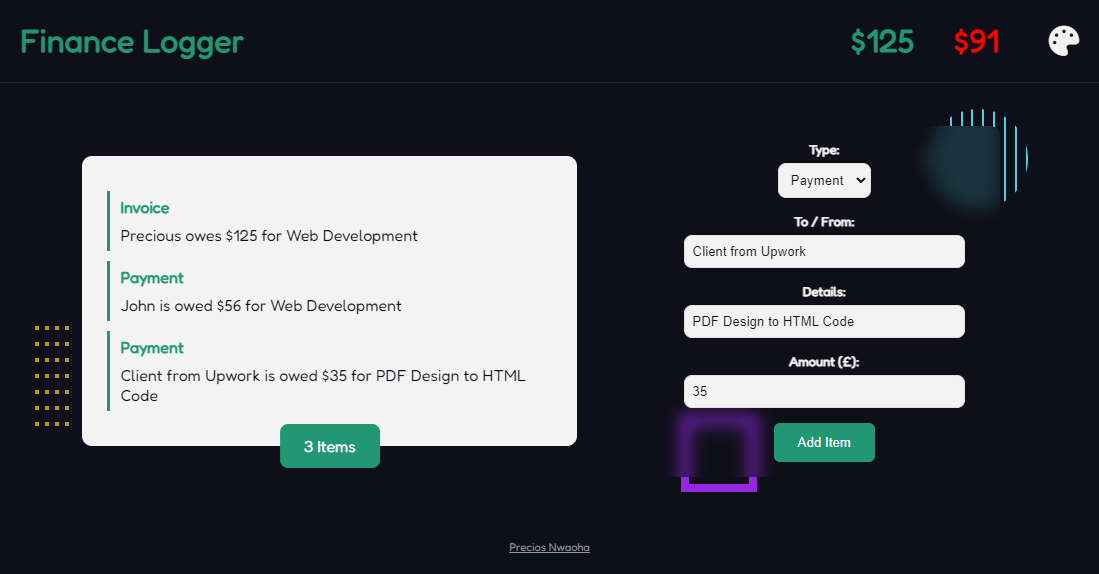 Finance Logger
$125
$91
Invoice
Precious owes $125 for Web Development
Payment
John is owed $56 for Web Development
Payment
Client from Upwork is owed $35 for PDF Design to HTML
Code
3 Items
Type:
Payment
To / From:
Client from Upwork
Details:
PDF Design to HTML Code
Amount (£):
35
Add Item
Precios Nwaoha